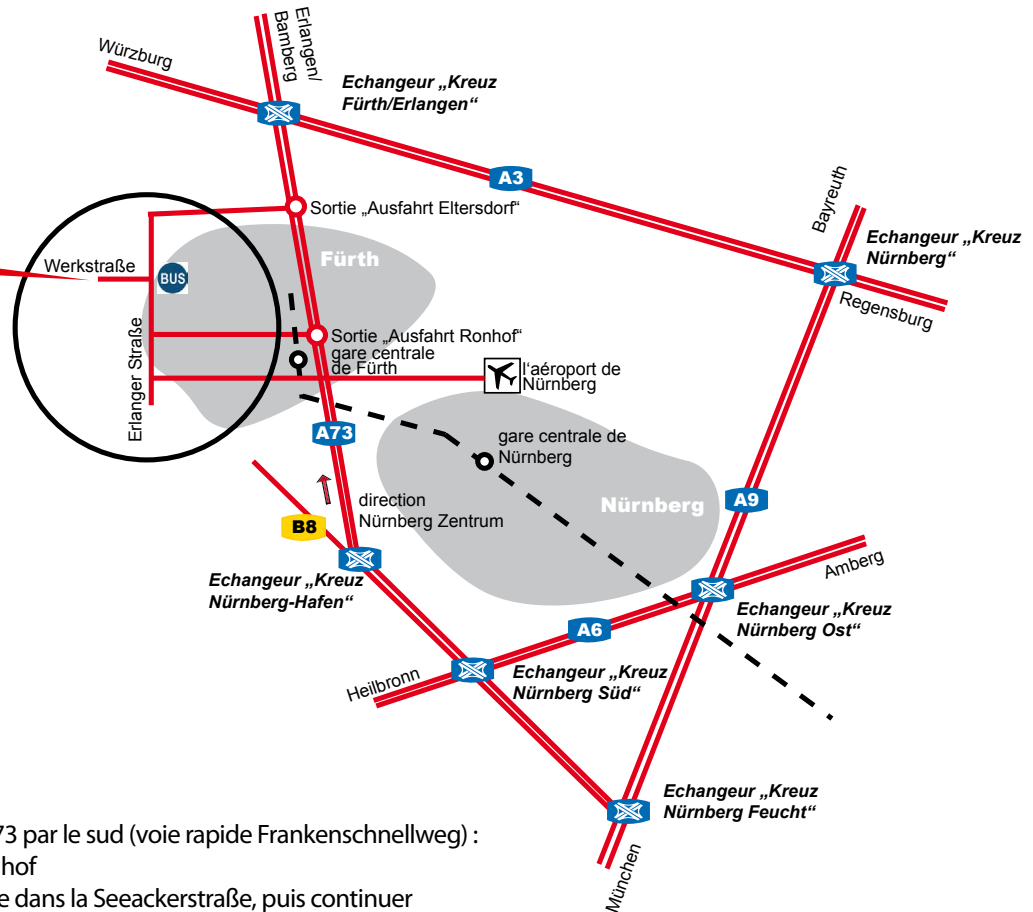 Erlangen/
Bamberg
Würzburg
Echangeur „Kreuz
Fürth/Erlangen“
A3
Bayreuth
Sortie „Ausfahrt Eltersdorf“
Echangeur „Kreuz
Nürnberg“
Fürth
Werkstraße
BUS
Regensburg
Erlanger Straße
Sortie „Ausfahrt Ronhof“
gare centrale
de Fürth
l‘aéroport de
Nürnberg
A73
gare centrale de
Nürnberg
direction
Nürnberg Zentrum
Nürnberg
A9
B8
Echangeur „Kreuz
Nürnberg-Hafen“
Amberg
Echangeur „Kreuz
Nürnberg Ost“
A6
Heilbronn
Echangeur „Kreuz
Nürnberg Süd“
Echangeur „Kreuz
Nürnberg Feucht“
München
73 par le sud (voie rapide Frankenschnellweg) :
hof
e dans la Seeackerstraße, puis continuer